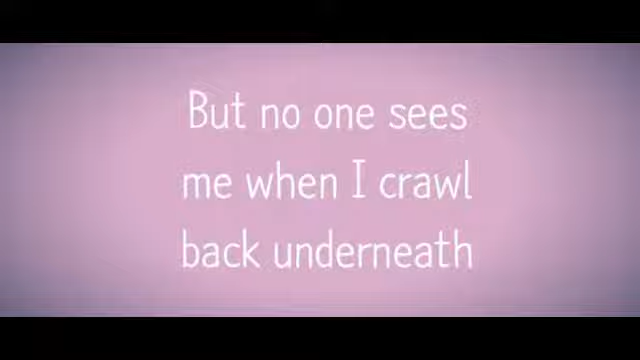 But no one sees
me when I crawl
back underneath